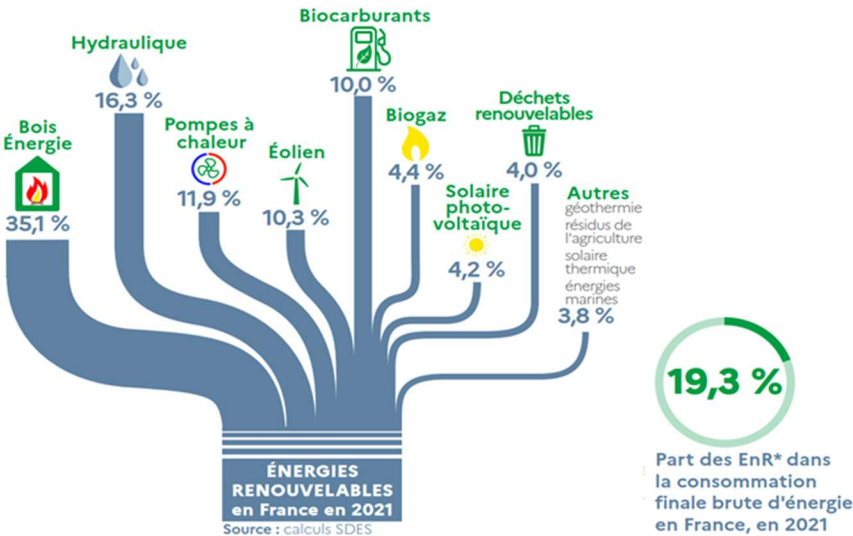 Biocarburants
10,0 %
Hydraulique
16,3 %
Bois
Énergie
35,1 %
Pompes à
chaleur
11,9 %
Éolien
10,3 %
Biogaz
4,4 %
Solaire
photo-
voltaïque
4,2 %
Déchets
renouvelables
4,0 %
Autres
géothermie
résidus de
l'agriculture
solaire
thermique
énergies
marines
3,8 %
ÉNERGIES
RENOUVELABLES
en France en 2021
Source : calculs SDES
19,3 %
Part des EnR* dans
la consommation
finale brute d'énergie
en France, en 2021